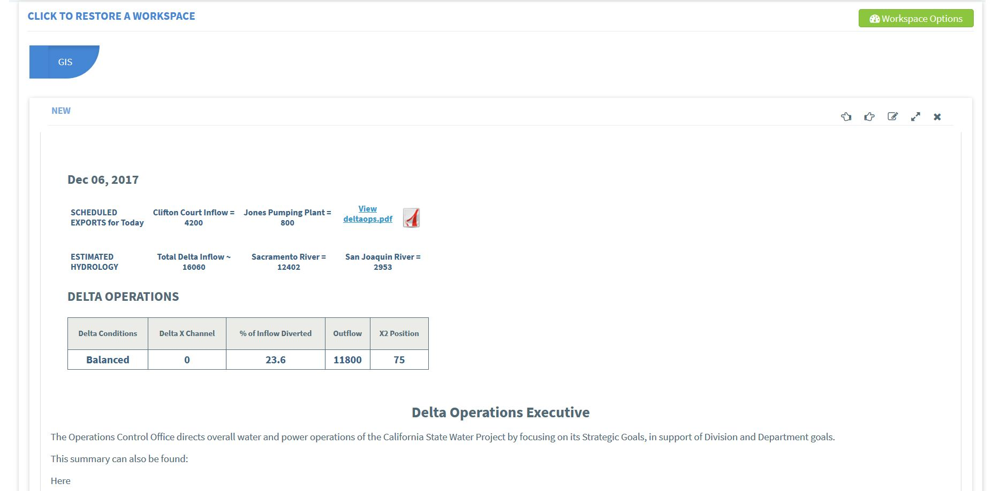 CLICK TO RESTORE A WORKSPACE
Workspace Options
GIS
NEW
Dec 06, 2017
SCHEDULED
EXPORTS for Today
Clifton Court Inflow =
4200
Jones Pumping Plant =
800
View
deltaops.pdf
ESTIMATED
HYDROLOGY
Total Delta Inflow ~
16060
Sacramento River =
12402
San Joaquin River =
2953
DELTA OPERATIONS
Delta Conditions Delta X Channel % of Inflow Diverted Outflow X2 Position
Balanced 0 23.6 11800 75
Delta Operations Executive
The Operations Control Office directs overall water and power operations of the California State Water Project by focusing on its Strategic Goals, in support of Division and Department goals.
This summary can also be found:
Here